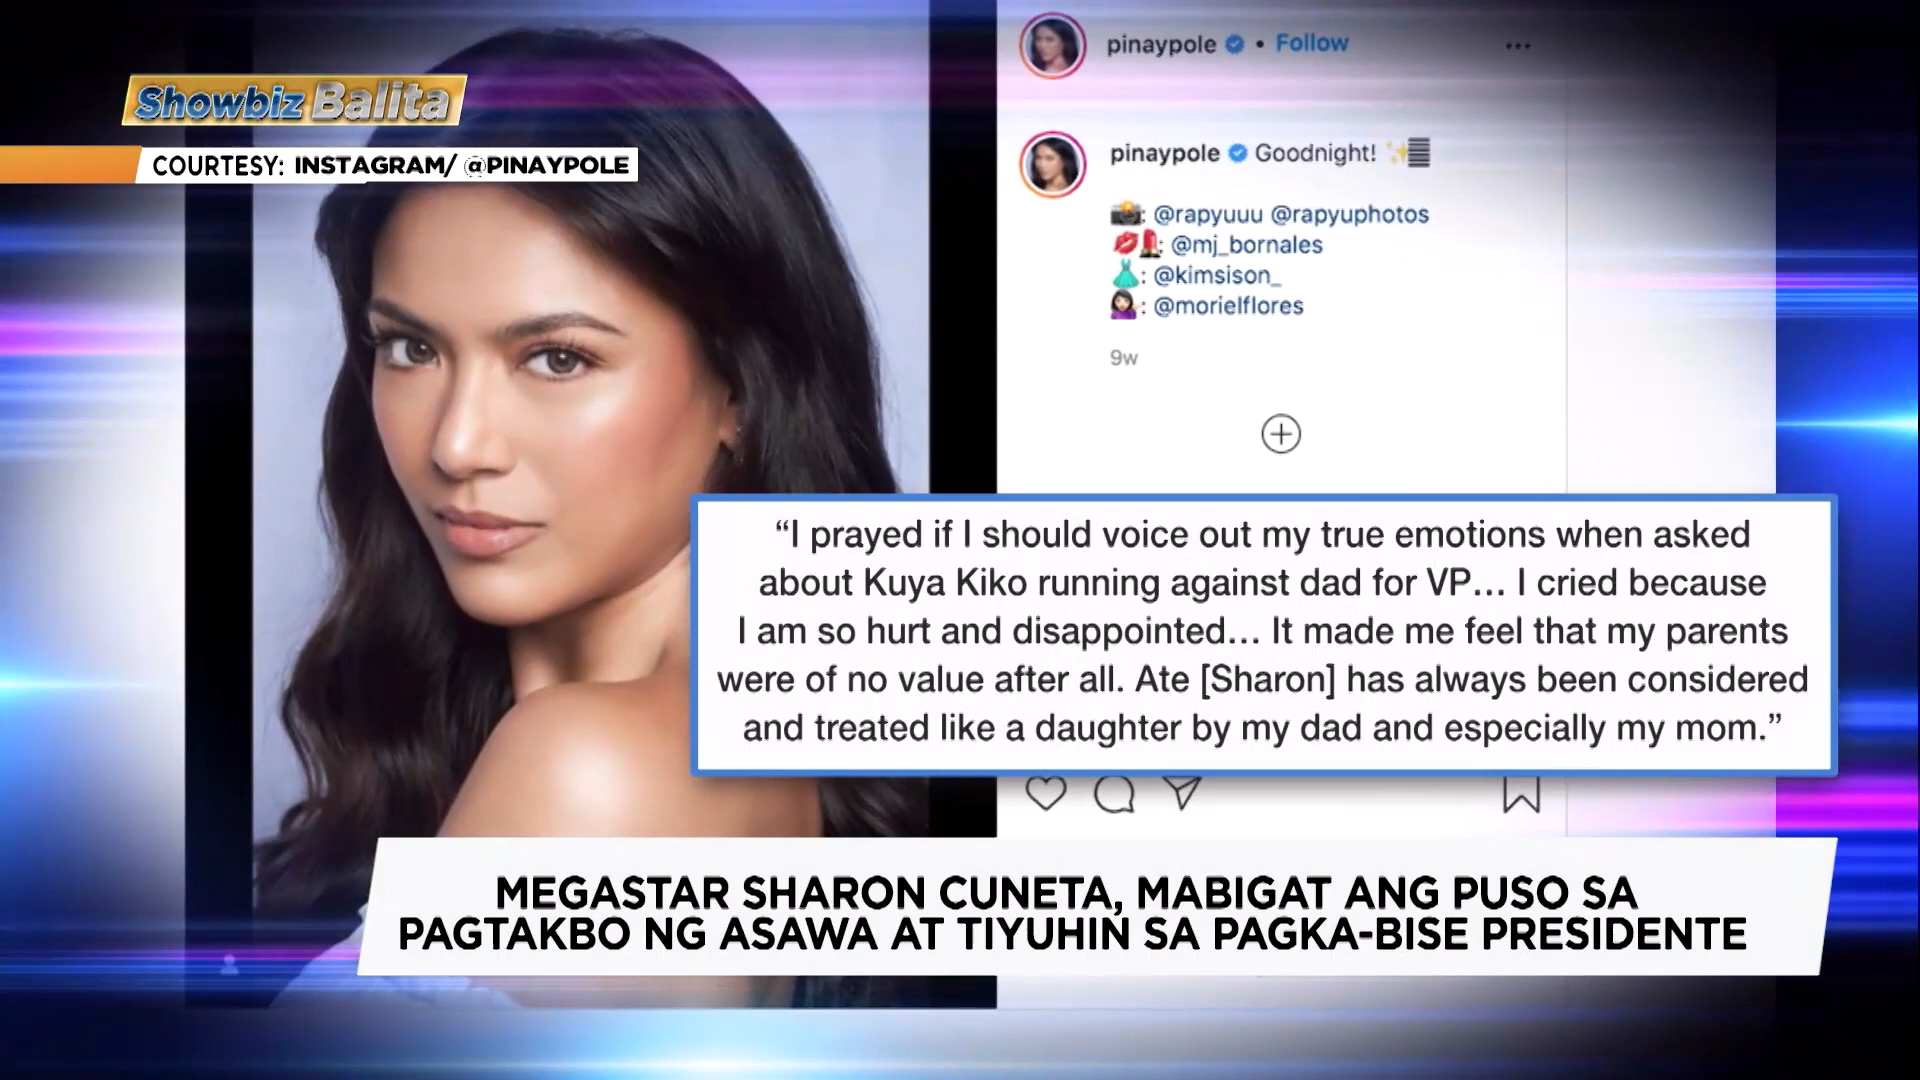 Showbiz Balita
COURTESY: INSTAGRAM/ @PINAYPOLE
pinaypole • Follow
pinaypole Goodnight! ✨
📸: @rapyuuu @rapyuphotos
💋💄: @mj_bornales
👗: @kimsison_
💁🏻‍♀️: @morielflores
9w
“I prayed if I should voice out my true emotions when asked
about Kuya Kiko running against dad for VP... I cried because
I am so hurt and disappointed... It made me feel that my parents
were of no value after all. Ate [Sharon] has always been considered
and treated like a daughter by my dad and especially my mom.”
MEGASTAR SHARON CUNETA, MABIGAT ANG PUSO SA
PAGTAKBO NG ASAWA AT TIYUHIN SA PAGKA-BISE PRESIDENTE